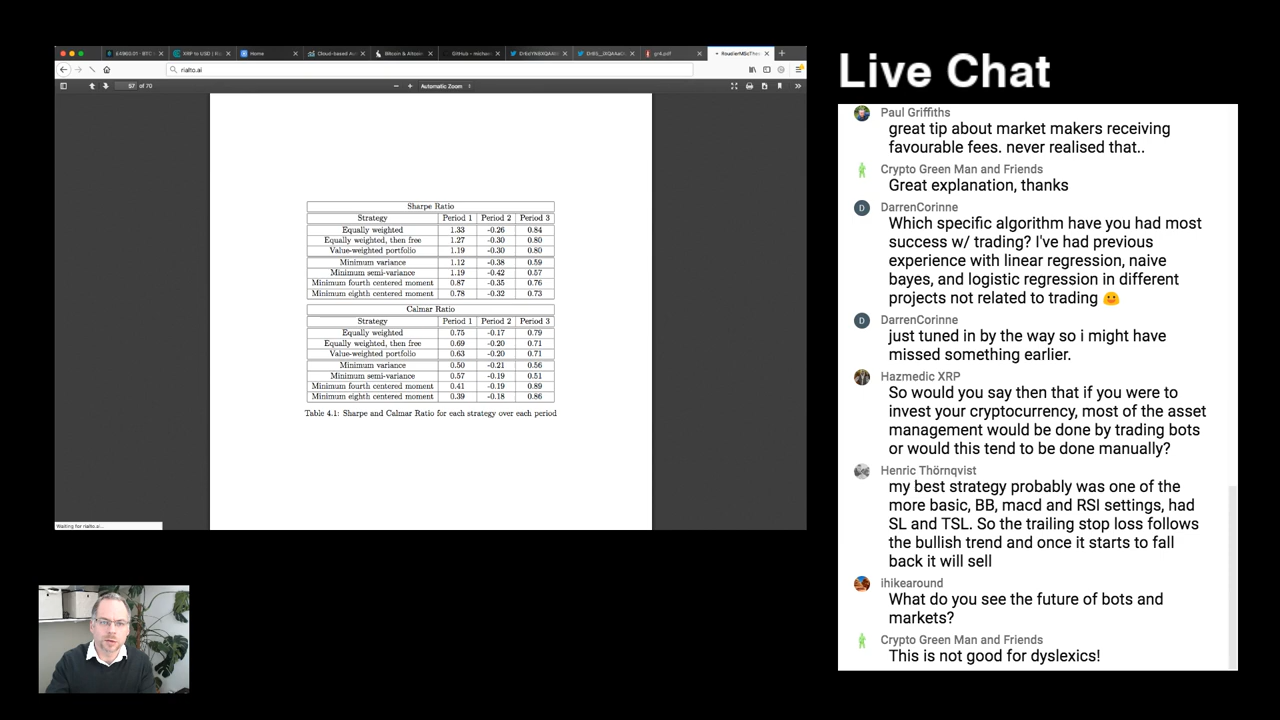 XRP to USD
Home
Bitcoin & Altcoin
rialto.ai
57 of 70
Automatic Zoom
Sharpe Ratio
Strategy Period 1 Period 2 Period 3
Equally weighted 1.33 -0.26 0.84
Equally weighted, then free 1.27 -0.30 0.80
Value-weighted portfolio 1.19 -0.30 0.80
Minimum variance 1.12 -0.38 0.59
Minimum semi-variance 1.19 -0.42 0.57
Minimum fourth centered moment 0.87 -0.35 0.76
Minimum eighth centered moment 0.78 -0.32 0.73
Calmar Ratio
Strategy Period 1 Period 2 Period 3
Equally weighted 0.75 -0.17 0.79
Equally weighted, then free 0.69 -0.20 0.71
Value-weighted portfolio 0.63 -0.20 0.71
Minimum variance 0.50 -0.21 0.56
Minimum semi-variance 0.57 -0.19 0.51
Minimum fourth centered moment 0.41 -0.19 0.89
Minimum eighth centered moment 0.39 -0.18 0.86
Table 4.1: Sharpe and Calmar Ratio for each strategy over each period
Waiting for rialto.ai...
Live Chat
Paul Griffiths
great tip about market makers receiving
favourable fees. never realised that..
Crypto Green Man and Friends
Great explanation, thanks
D DarrenCorinne
Which specific algorithm have you had most
success w/ trading? I've had previous
experience with linear regression, naive
bayes, and logistic regression in different
projects not related to trading
D DarrenCorinne
just tuned in by the way so i might have
missed something earlier.
Hazmedic XRP
So would you say then that if you were to
invest your cryptocurrency, most of the asset
management would be done by trading bots
or would this tend to be done manually?
Henric Thörnqvist
my best strategy probably was one of the
more basic, BB, macd and RSI settings, had
SL and TSL. So the trailing stop loss follows
the bullish trend and once it starts to fall
back it will sell
ihikearound
What do you see the future of bots and
markets?
Crypto Green Man and Friends
This is not good for dyslexics!